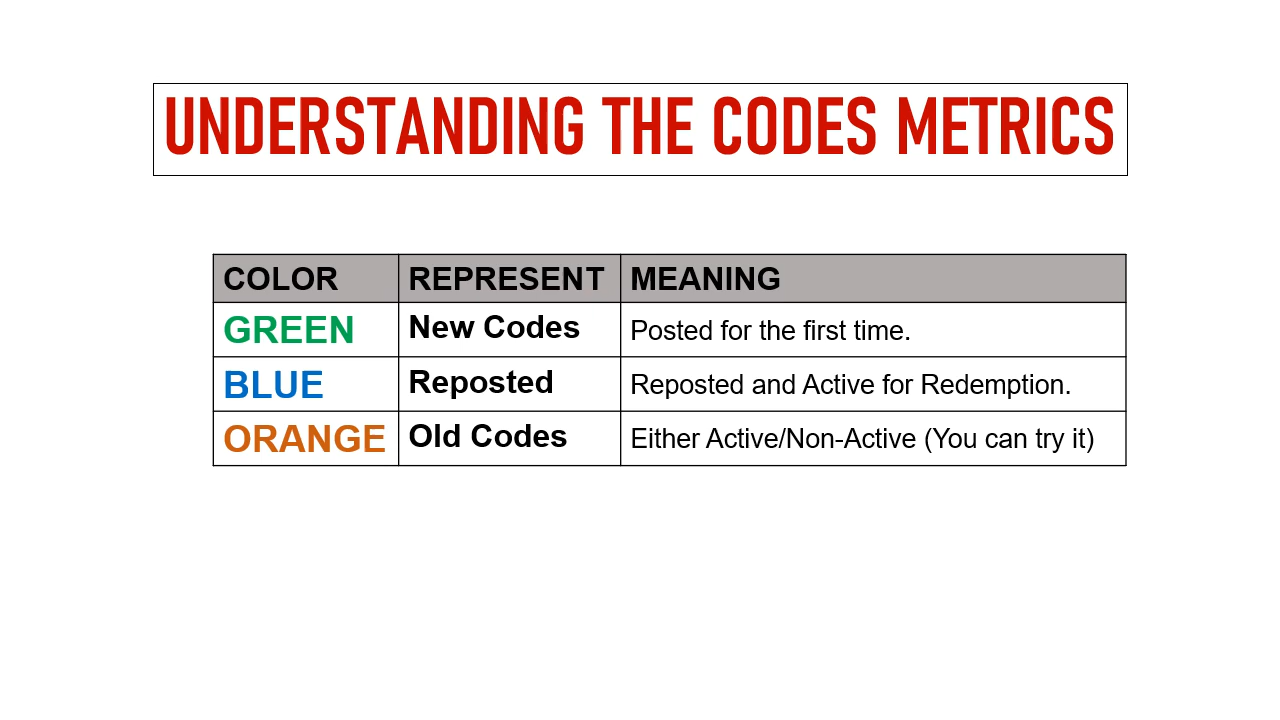 UNDERSTANDING THE CODES METRICS
COLOR REPRESENT MEANING
GREEN New Codes Posted for the first time.
BLUE Reposted Reposted and Active for Redemption.
ORANGE Old Codes Either Active/Non-Active (You can try it)